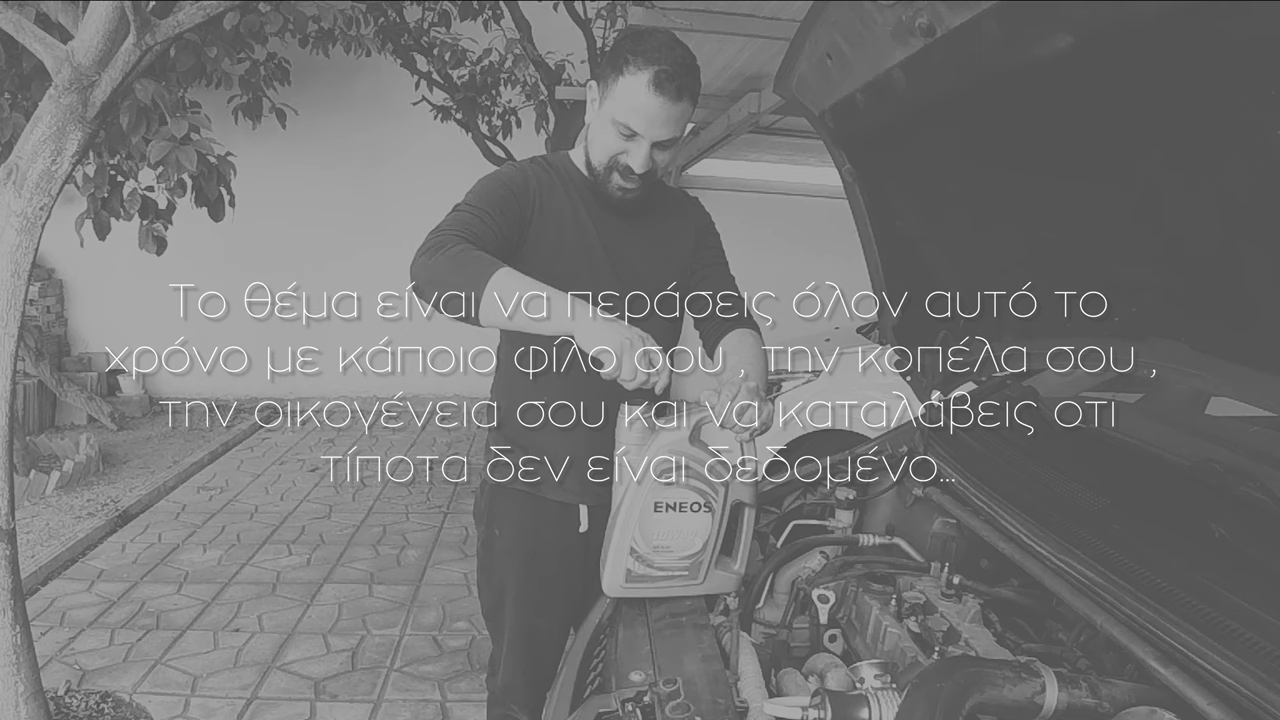 Το θέμα είναι να περάσεις όλον αυτό το
χρόνο με κάποιο φίλο σου , την κοπέλα σου ,
την οικογένεια σου και να καταλάβεις οτι
τίποτα δεν είναι δεδομένο...
ENEOS